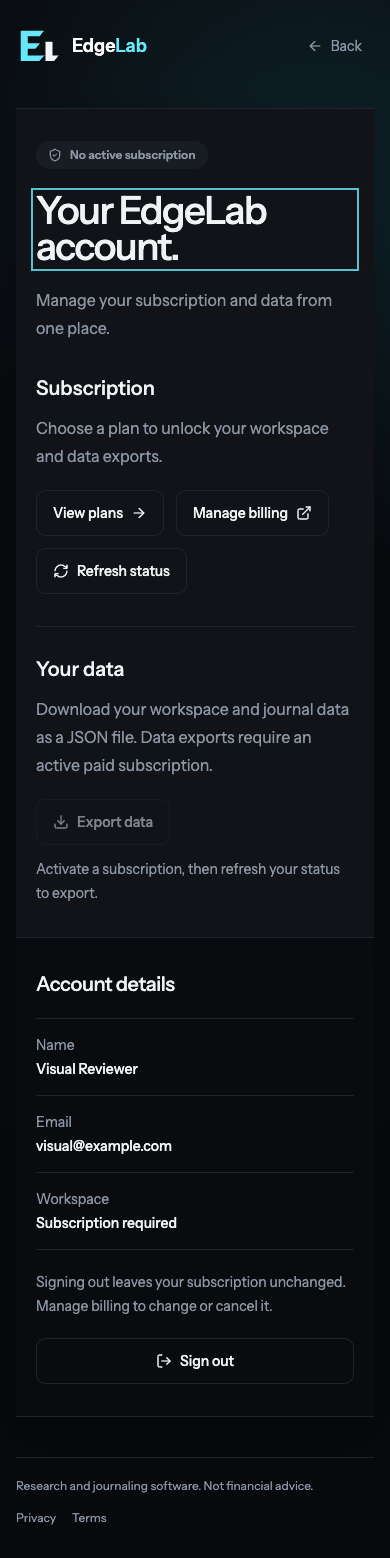 EL EdgeLab
Back
No active subscription
Your EdgeLab
account.
Manage your subscription and data from
one place.
Subscription
Choose a plan to unlock your workspace
and data exports.
View plans
Manage billing
Refresh status
Your data
Download your workspace and journal data
as a JSON file. Data exports require an
active paid subscription.
Export data
Activate a subscription, then refresh your status
to export.
Account details
Name
Visual Reviewer
Email
visual@example.com
Workspace
Subscription required
Signing out leaves your subscription unchanged.
Manage billing to change or cancel it.
Sign out
Research and journaling software. Not financial advice.
Privacy Terms